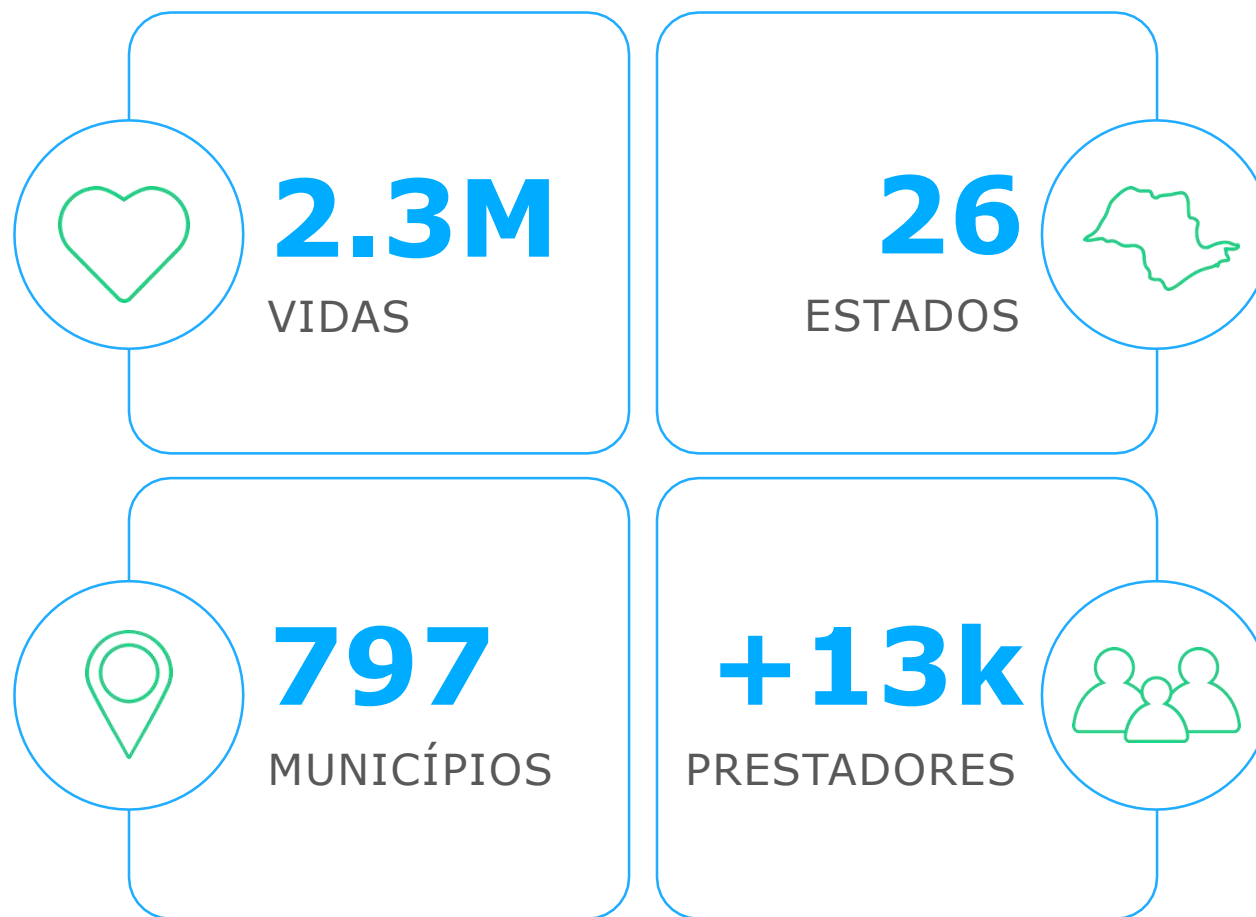 2.3M
VIDAS
26
ESTADOS
797
MUNICÍPIOS
+13k
PRESTADORES